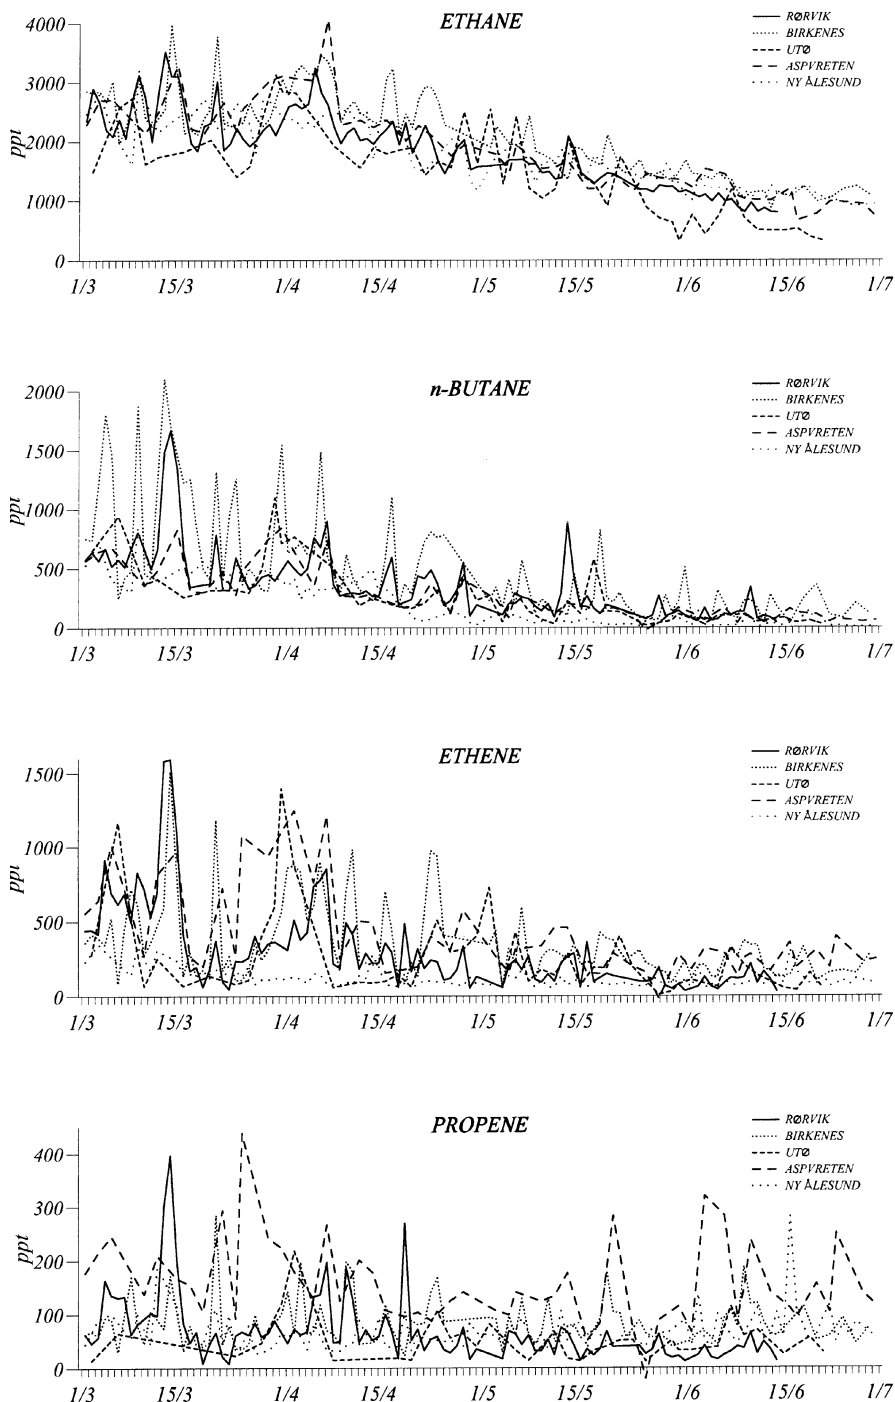 ETHANE
RØRVIK
BIRKENES
UTØ
ASPVRETEN
NY ÅLESUND
ppt
4000
3000
2000
1000
0
1/3 15/3 1/4 15/4 1/5 15/5 1/6 15/6 1/7
n-BUTANE
RØRVIK
BIRKENES
UTØ
ASPVRETEN
NY ÅLESUND
ppt
2000
1500
1000
500
0
1/3 15/3 1/4 15/4 1/5 15/5 1/6 15/6 1/7
ETHENE
RØRVIK
BIRKENES
UTØ
ASPVRETEN
NY ÅLESUND
ppt
1500
1000
500
0
1/3 15/3 1/4 15/4 1/5 15/5 1/6 15/6 1/7
PROPENE
RØRVIK
BIRKENES
UTØ
ASPVRETEN
NY ÅLESUND
ppt
400
300
200
100
0
1/3 15/3 1/4 15/4 1/5 15/5 1/6 15/6 1/7